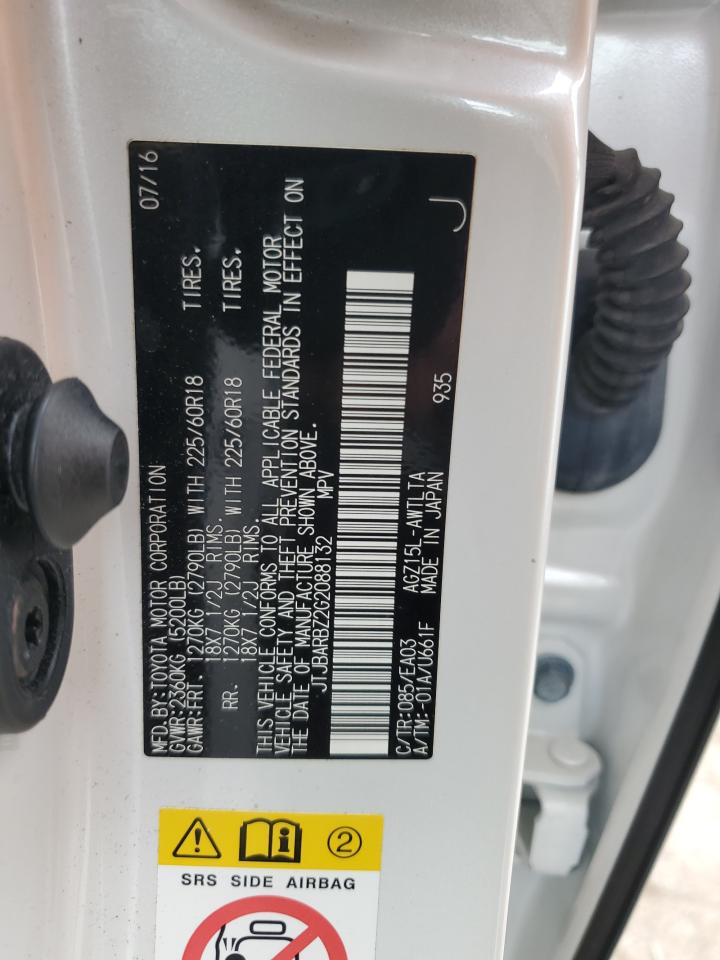 MFD.BY:TOYOTA MOTOR CORPORATION 07/16
GVWR:2360KG (5200LB)
GAWR:FRT. 1270KG (2790LB) WITH 225/60R18 TIRES.
18X7 1/2J RIMS.
RR. 1270KG (2790LB) WITH 225/60R18 TIRES.
18X7 1/2J RIMS.
THIS VEHICLE CONFORMS TO ALL APPLICABLE FEDERAL MOTOR
VEHICLE SAFETY AND THEFT PREVENTION STANDARDS IN EFFECT ON
THE DATE OF MANUFACTURE SHOWN ABOVE.
JTJBARBZ2G2088132 MPV
C/TR:085/EA03 AGZ15L-AWTLTA
A/TM:-01A/U661F MADE IN JAPAN 935
J
2
SRS SIDE AIRBAG